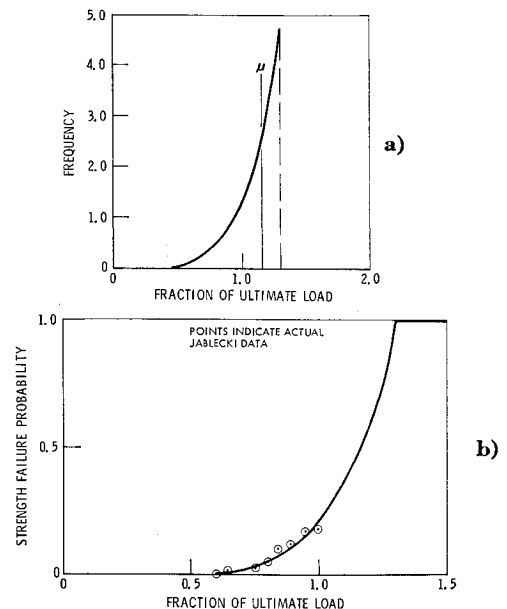 5.0
4.0
3.0
2.0
1.0
0
FREQUENCY
μ
a)
0
1.0
2.0
FRACTION OF ULTIMATE LOAD
1.0
0.5
0
STRENGTH FAILURE PROBABILITY
POINTS INDICATE ACTUAL
JABLECKI DATA
b)
0
0.5
1.0
1.5
FRACTION OF ULTIMATE LOAD